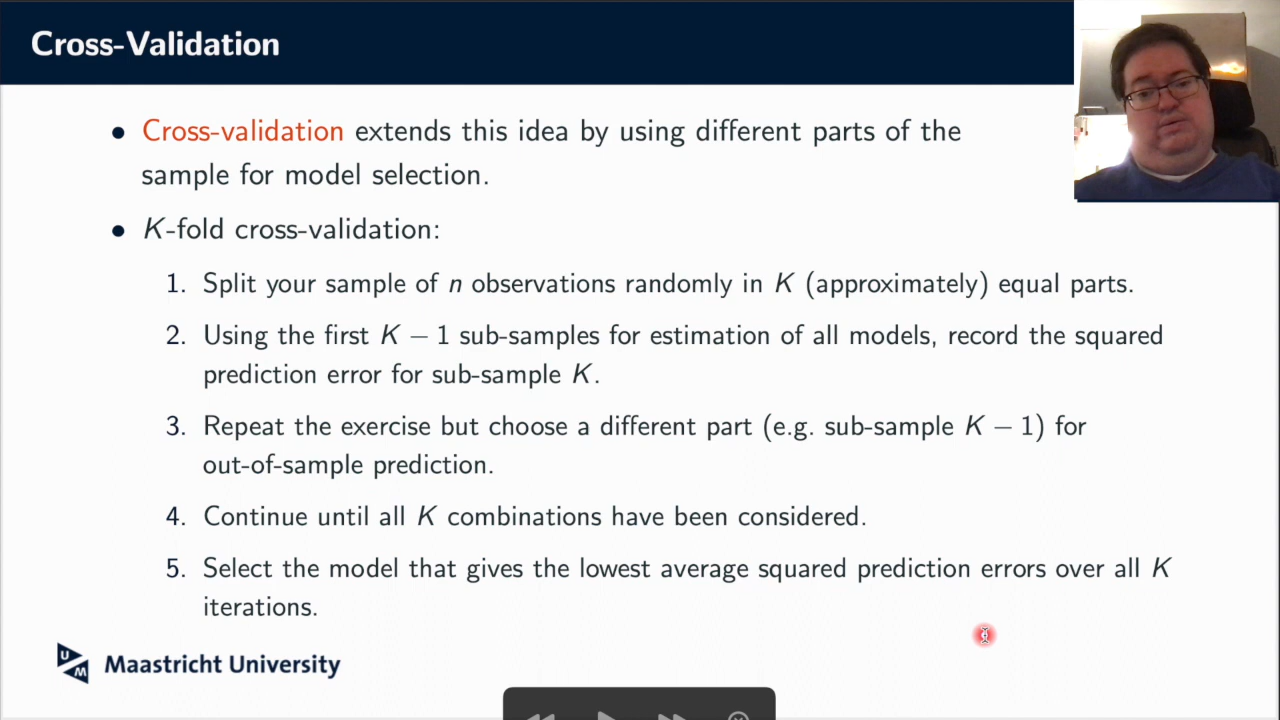 Cross-Validation
• Cross-validation extends this idea by using different parts of the
sample for model selection.
• K-fold cross-validation:
1. Split your sample of n observations randomly in K (approximately) equal parts.
2. Using the first K − 1 sub-samples for estimation of all models, record the squared
prediction error for sub-sample K.
3. Repeat the exercise but choose a different part (e.g. sub-sample K − 1) for
out-of-sample prediction.
4. Continue until all K combinations have been considered.
5. Select the model that gives the lowest average squared prediction errors over all K
iterations.
UM Maastricht University